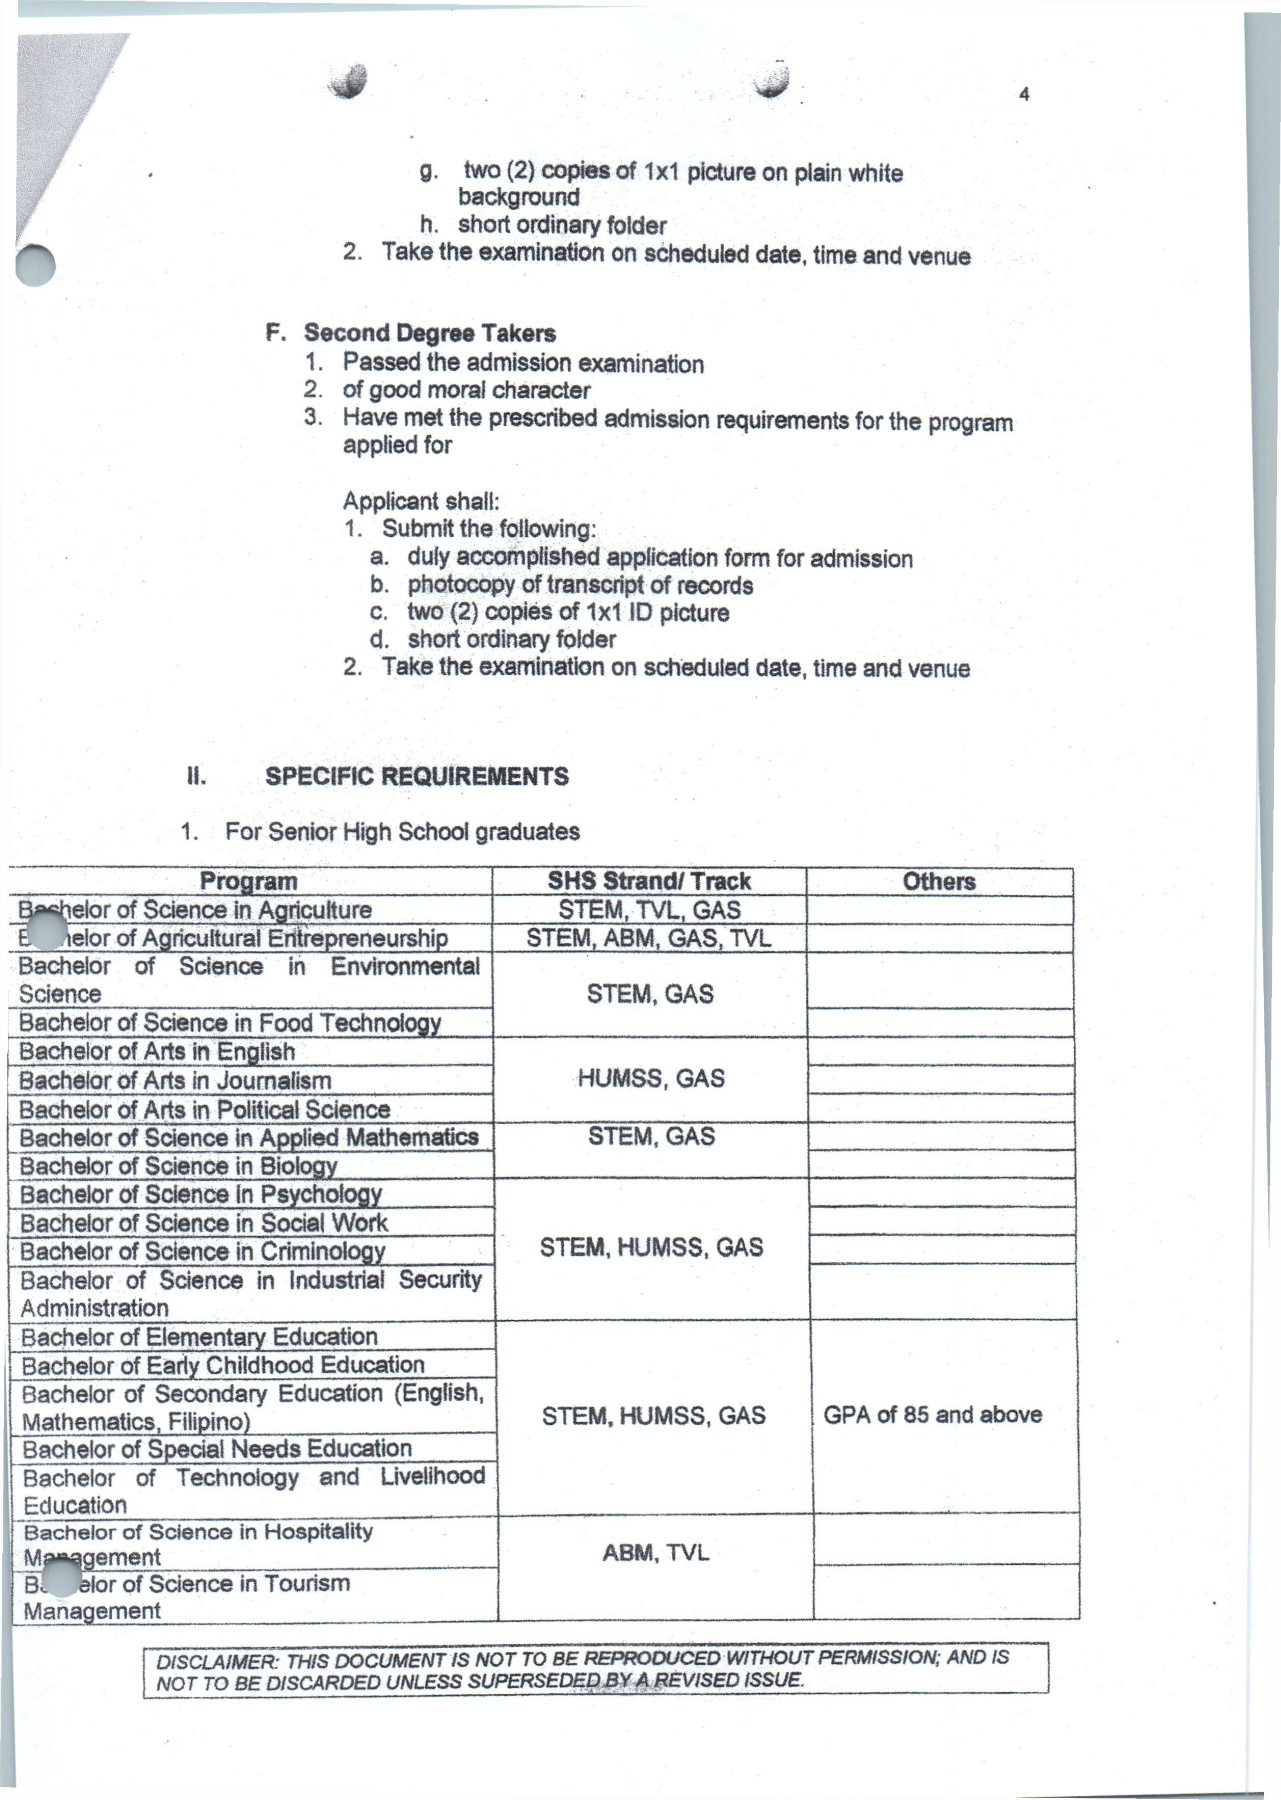 4
g. two (2) copies of 1x1 picture on plain white
background
h. short ordinary folder
2. Take the examination on scheduled date, time and venue
F. Second Degree Takers
1. Passed the admission examination
2. of good moral character
3. Have met the prescribed admission requirements for the program
applied for
Applicant shall:
1. Submit the following:
a. duly accomplished application form for admission
b. photocopy of transcript of records
c. two (2) copies of 1x1 ID picture
d. short ordinary folder
2. Take the examination on scheduled date, time and venue
II. SPECIFIC REQUIREMENTS
1. For Senior High School graduates
Program SHS Strand/ Track Others
Bachelor of Science in Agriculture STEM, TVL, GAS
Bachelor of Agricultural Entrepreneurship STEM, ABM, GAS, TVL
Bachelor of Science in Environmental
Science
STEM, GAS
Bachelor of Science in Food Technology
Bachelor of Arts in English
Bachelor of Arts in Journalism HUMSS, GAS
Bachelor of Arts in Political Science
Bachelor of Science in Applied Mathematics STEM, GAS
Bachelor of Science in Biology
Bachelor of Science in Psychology
Bachelor of Science in Social Work
Bachelor of Science in Criminology STEM, HUMSS, GAS
Bachelor of Science in Industrial Security
Administration
Bachelor of Elementary Education
Bachelor of Early Childhood Education
Bachelor of Secondary Education (English,
Mathematics, Filipino) STEM, HUMSS, GAS GPA of 85 and above
Bachelor of Special Needs Education
Bachelor of Technology and Livelihood
Education
Bachelor of Science in Hospitality
Management ABM, TVL
Bachelor of Science in Tourism
Management
DISCLAIMER: THIS DOCUMENT IS NOT TO BE REPRODUCED WITHOUT PERMISSION; AND IS
NOT TO BE DISCARDED UNLESS SUPERSEDED BY A REVISED ISSUE.